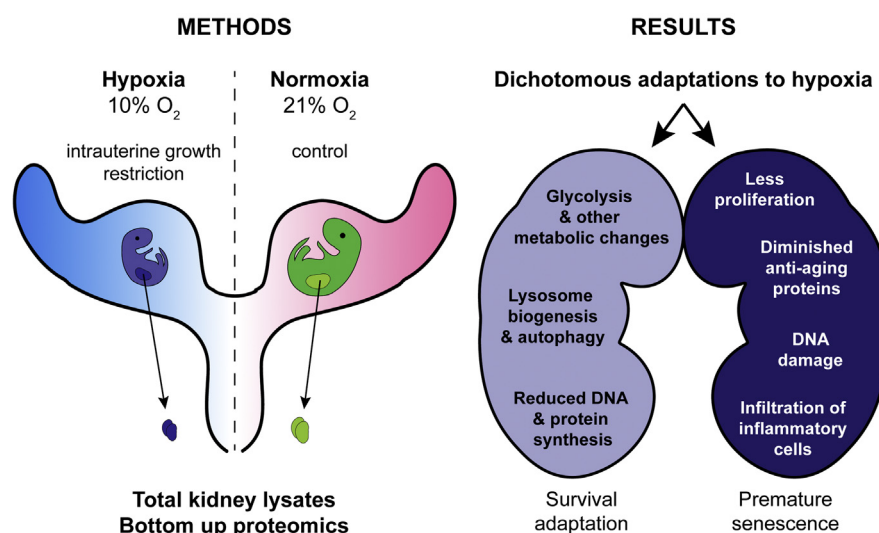 METHODS
Hypoxia
10% O₂
intrauterine growth
restriction
Normoxia
21% O₂
control
Total kidney lysates
Bottom up proteomics
RESULTS
Dichotomous adaptations to hypoxia
Glycolysis
& other
metabolic changes
Lysosome
biogenesis
& autophagy
Reduced DNA
& protein
synthesis
Survival
adaptation
Less
proliferation
Diminished
anti-aging
proteins
DNA
damage
Infiltration of
inflammatory
cells
Premature
senescence